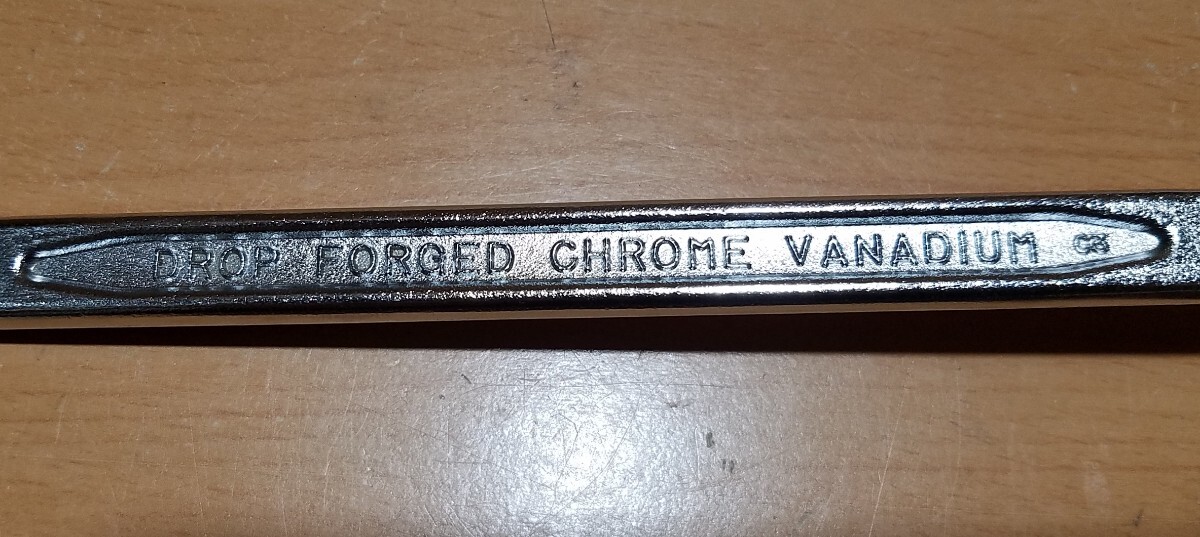 DROP FORGED CHROME VANADIUM